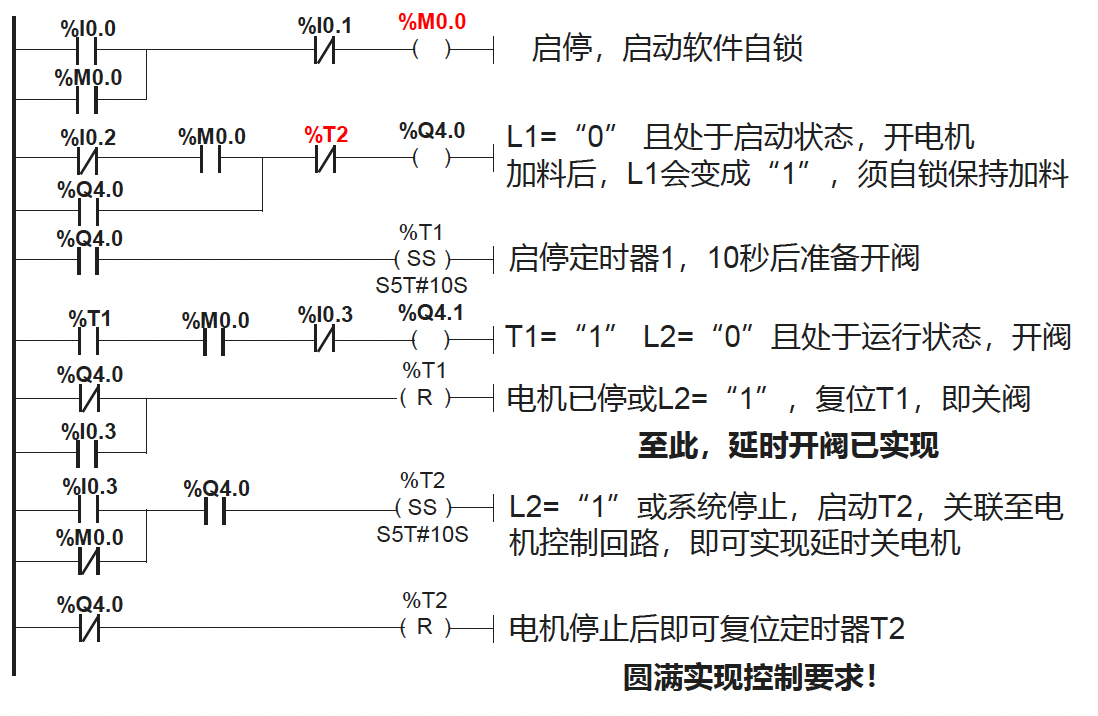 %I0.0 %I0.1 %M0.0
( )
启停，启动软件自锁
%M0.0
%I0.2 %M0.0 %T2 %Q4.0
( )
L1=“0” 且处于启动状态，开电机
加料后，L1会变成“1”，须自锁保持加料
%Q4.0
%Q4.0 %T1
( SS )
S5T#10S
启停定时器1，10秒后准备开阀
%T1 %M0.0 %I0.3 %Q4.1
( )
T1=“1” L2=“0”且处于运行状态，开阀
%Q4.0 %T1
( R )
电机已停或L2=“1”，复位T1，即关阀
%I0.3
至此，延时开阀已实现
%I0.3 %Q4.0 %T2
( SS )
S5T#10S
L2=“1”或系统停止，启动T2，关联至电
机控制回路，即可实现延时关电机
%M0.0
%Q4.0 %T2
( R )
电机停止后即可复位定时器T2
圆满实现控制要求！